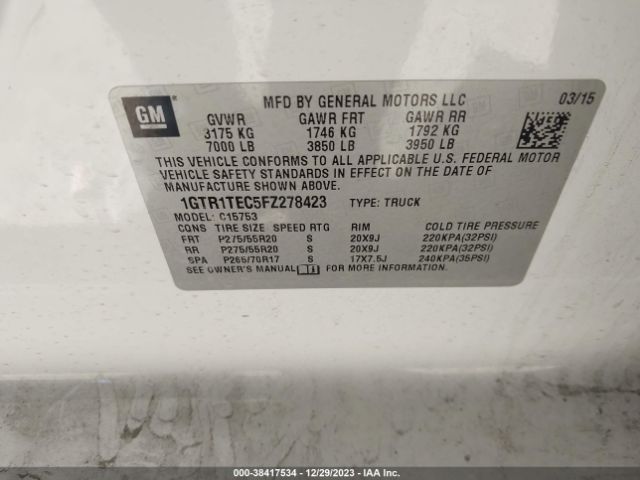 GM
MFD BY GENERAL MOTORS LLC 03/15
GVWR GAWR FRT GAWR RR
3175 KG 1746 KG 1792 KG
7000 LB 3850 LB 3950 LB
THIS VEHICLE CONFORMS TO ALL APPLICABLE U.S. FEDERAL MOTOR
VEHICLE SAFETY STANDARDS IN EFFECT ON THE DATE OF
MANUFACTURE SHOWN ABOVE.
1GTR1TEC5FZ278423 TYPE: TRUCK
MODEL: C15753
CONS TIRE SIZE SPEED RTG RIM COLD TIRE PRESSURE
FRT P275/55R20 S 20X9J 220KPA(32PSI)
RR P275/55R20 S 20X9J 220KPA(32PSI)
SPA P265/70R17 S 17X7.5J 240KPA(35PSI)
SEE OWNER'S MANUAL FOR MORE INFORMATION.
000-38417534 - 12/29/2023 - IAA Inc.